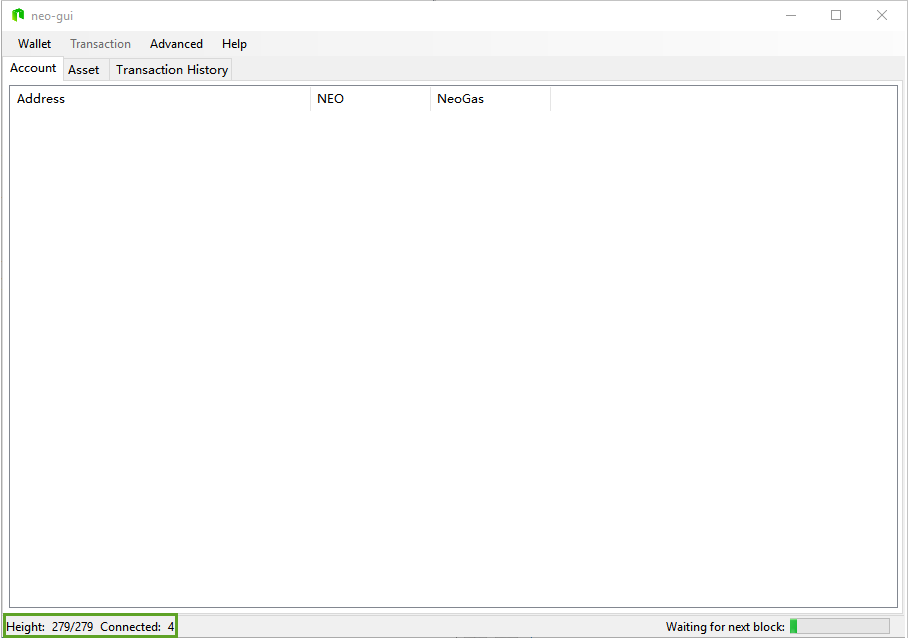 neo-gui
Wallet Transaction Advanced Help
Account Asset Transaction History
Address NEO NeoGas
Height: 279/279 Connected: 4 Waiting for next block: